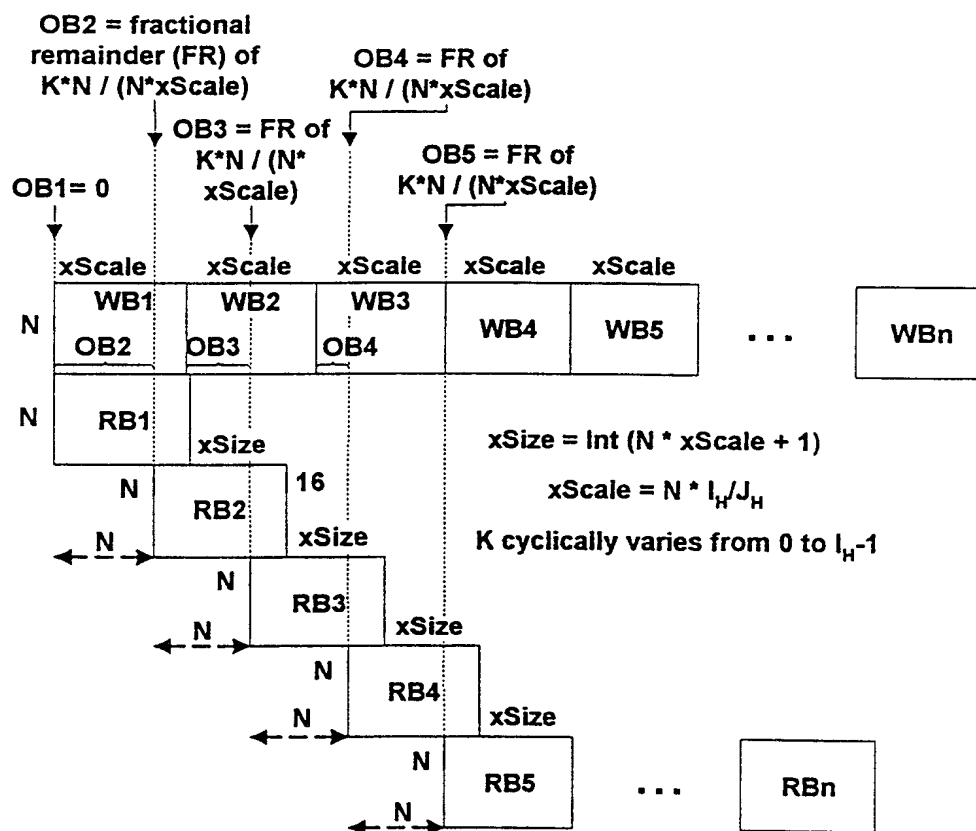 OB2 = fractional
remainder (FR) of
K*N / (N*xScale)
OB4 = FR of
K*N / (N*xScale)
OB3 = FR of
K*N / (N*
xScale)
OB5 = FR of
K*N / (N*xScale)
OB1= 0
xScale xScale xScale xScale xScale
N WB1 WB2 WB3 WB4 WB5 ... WBn
OB2 OB3 OB4
N RB1
xSize
N RB2 16
N xSize
N RB3
N xSize
N RB4
N xSize
N RB5 ... RBn
N
xSize = Int (N * xScale + 1)
xScale = N * I_H/J_H
K cyclically varies from 0 to I_H-1